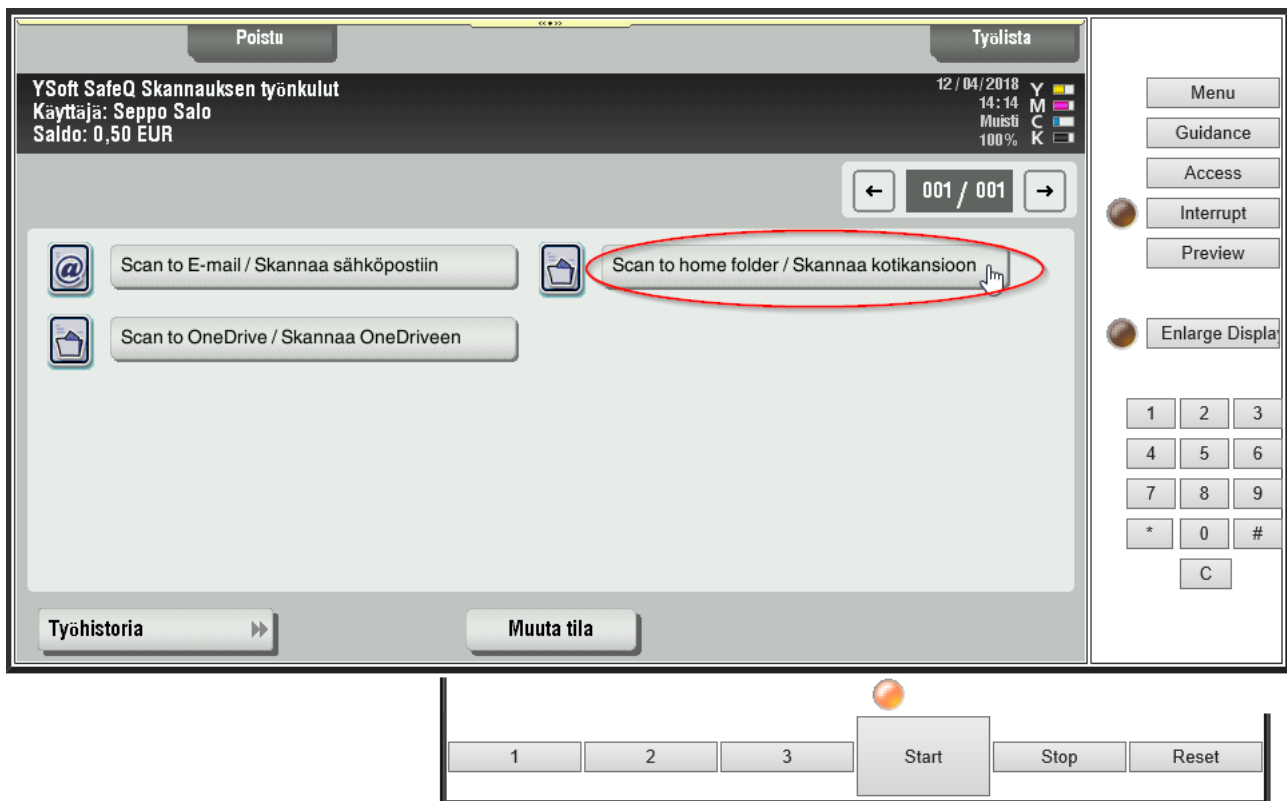 Poistu
Työlista
YSoft SafeQ Skannauksen työnkulut
Käyttäjä: Seppo Salo
Saldo: 0,50 EUR
12/04/2018
14:14
Muisti
100%
Y
M
C
K
001 / 001
@
Scan to E-mail / Skannaa sähköpostiin
Scan to home folder / Skannaa kotikansioon
Scan to OneDrive / Skannaa OneDriveen
Työhistoria
Muuta tila
Menu
Guidance
Access
Interrupt
Preview
Enlarge Display
1 2 3
4 5 6
7 8 9
* 0 #
C
1 2 3 Start Stop Reset